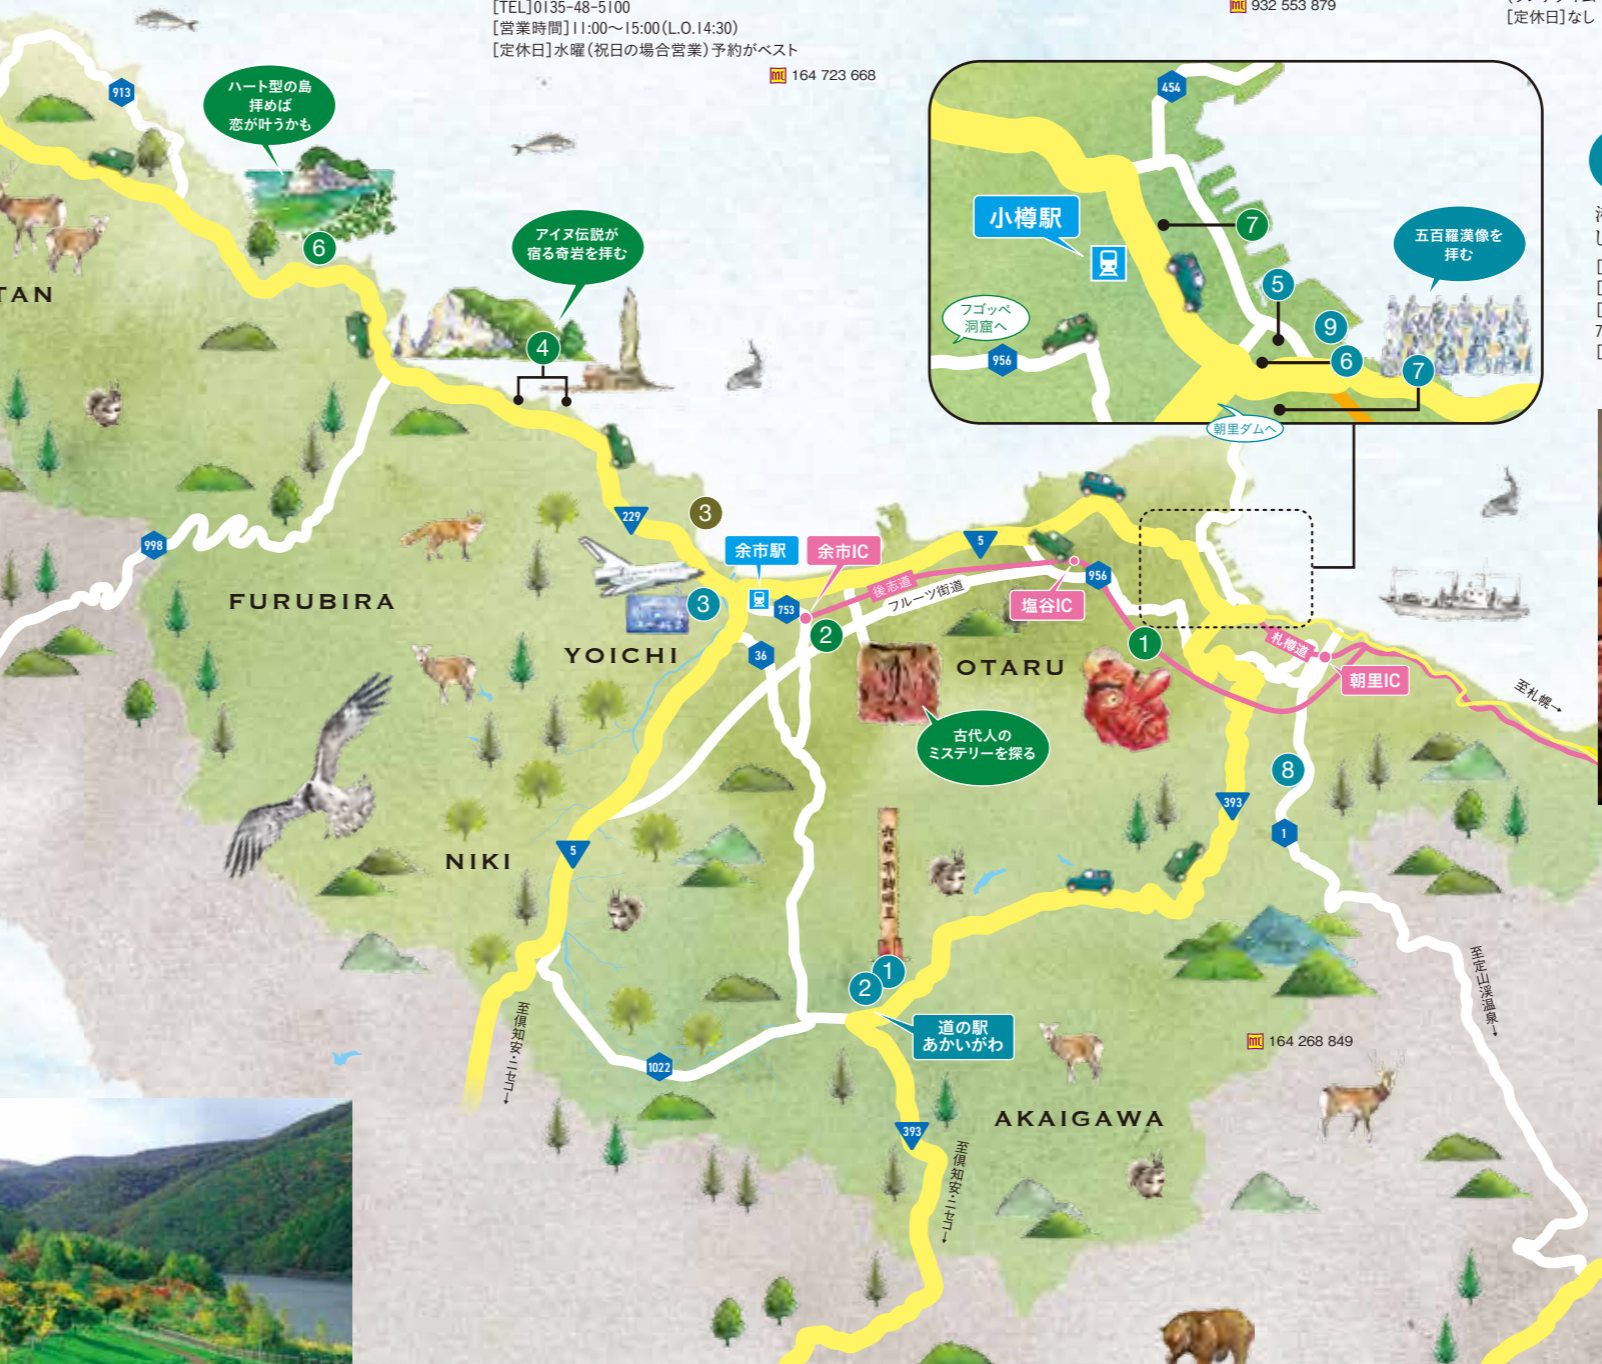 [TEL]0135-48-5100
[営業時間]11:00〜15:00(L.O.14:30)
[定休日]水曜(祝日の場合営業)予約がベスト
164 723 668
932 553 879
[定休日]なし
913
ハート型の島
拝めば
恋が叶うかも
6
アイヌ伝説が
宿る奇岩を拝む
4
454
小樽駅
7
五百羅漢像を
拝む
5
9
6
7
フゴッペ
洞窟へ
956
朝里ダムへ
TAN
998
FURUBIRA
229
3
余市駅
余市IC
5
後志道
フルーツ街道
956
塩谷IC
3
753
2
1
36
YOICHI
OTARU
札樽道
朝里IC
至札幌→
古代人の
ミステリーを探る
8
393
1
NIKI
5
六帝 不動明王
1
2
道の駅
あかいがわ
至倶知安・ニセコ→
1022
至定山渓温泉→
164 268 849
393
AKAIGAWA
至倶知安・ニセコ→